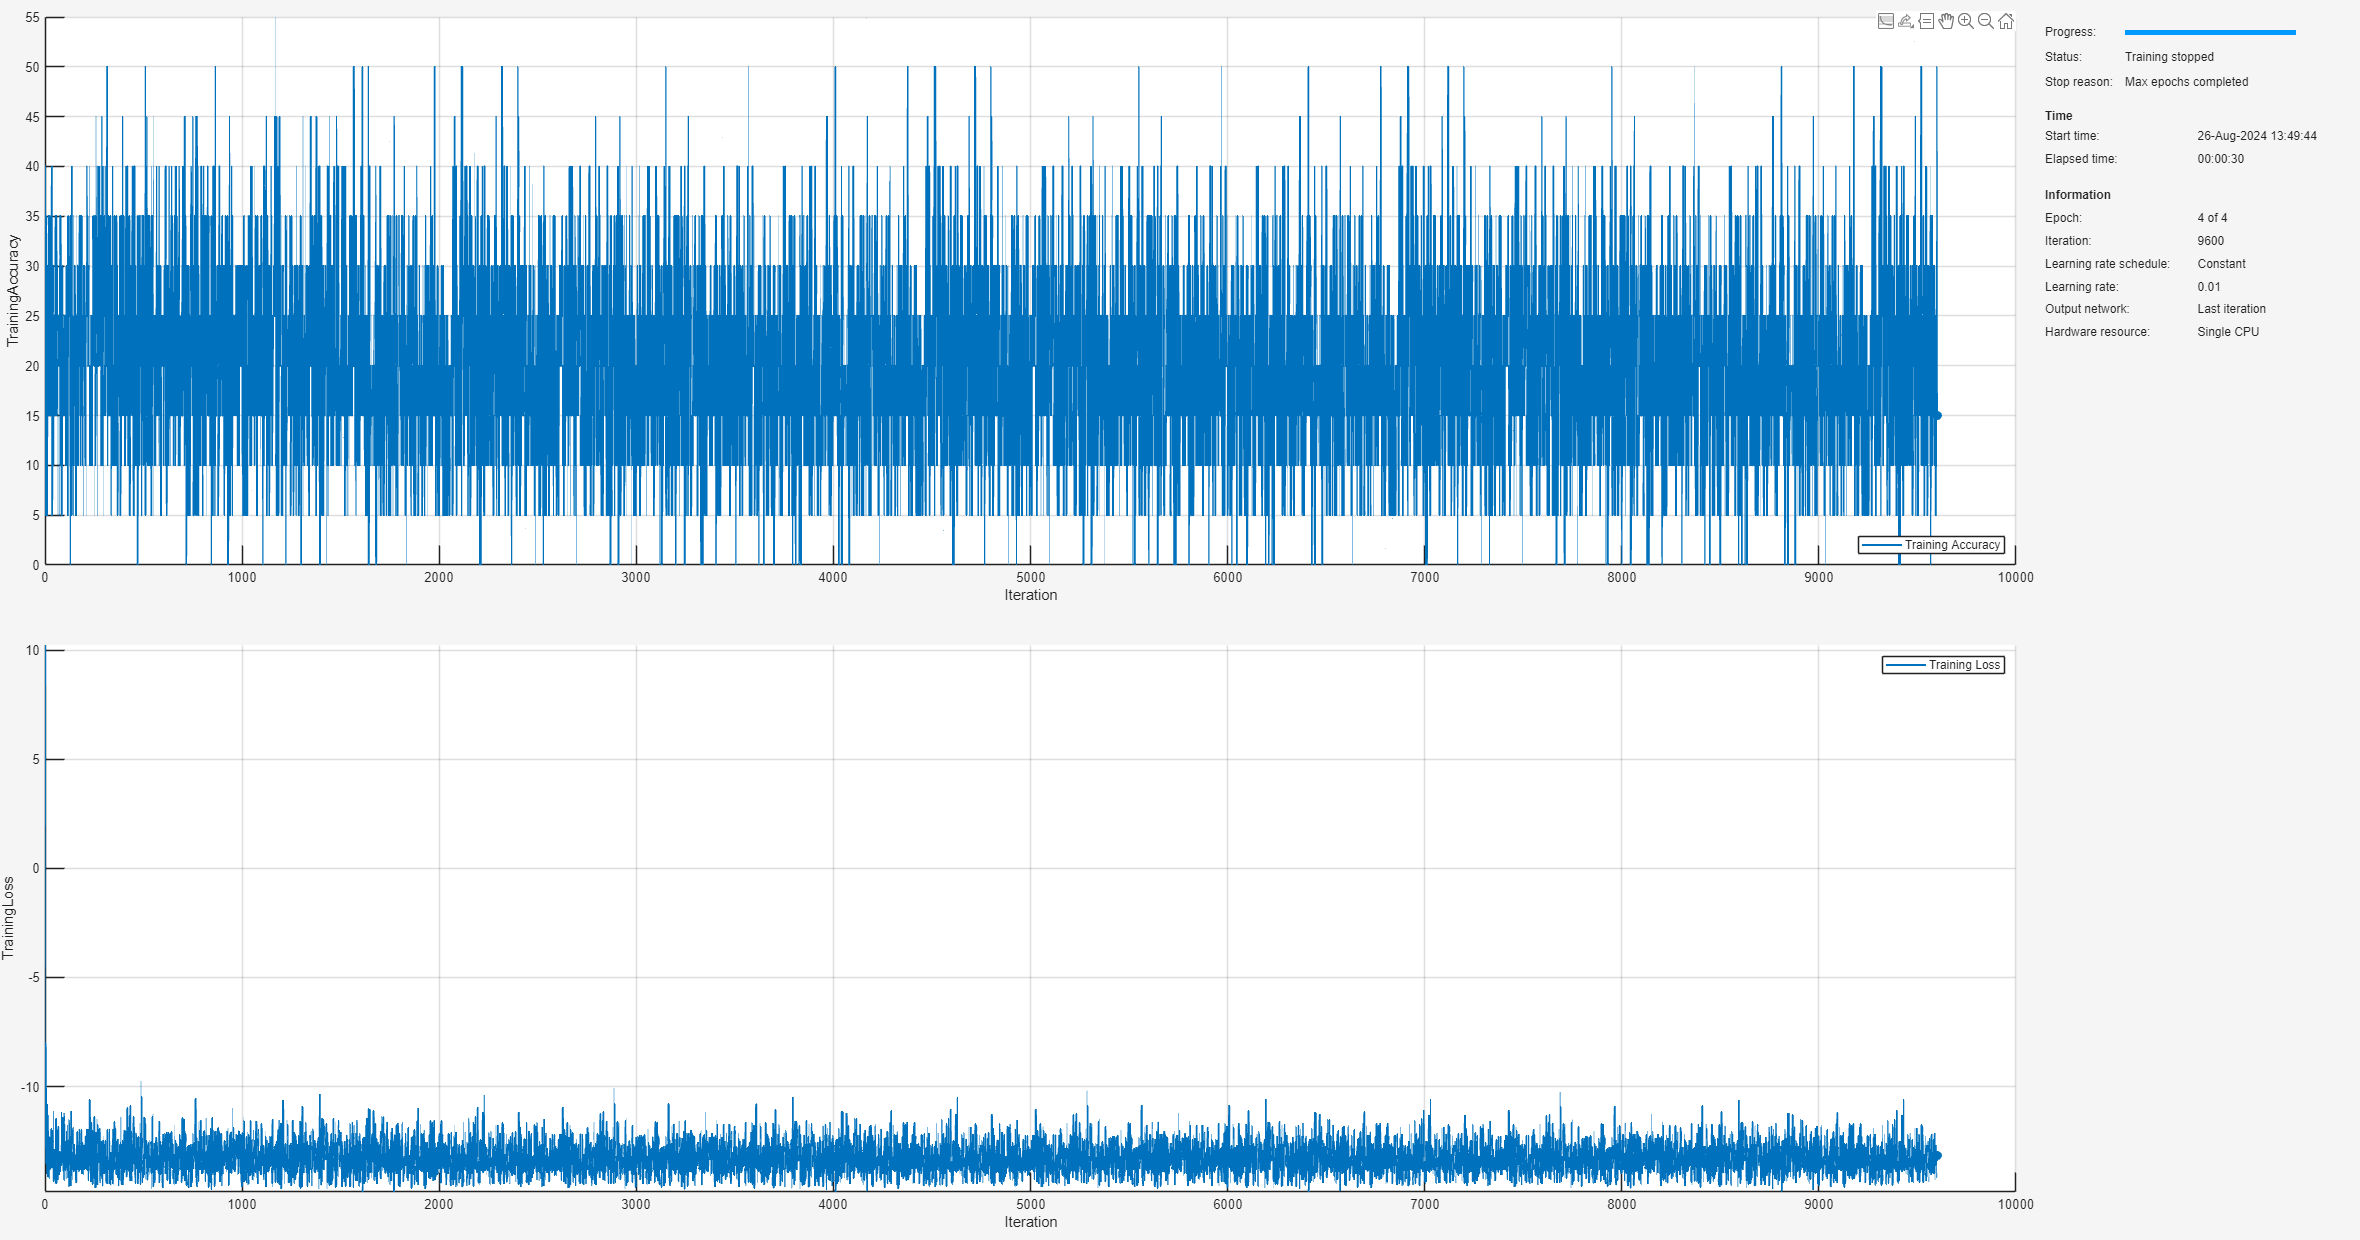 55
50
45
40
35
30
25
20
15
10
5
0
TrainingAccuracy
Training Accuracy
0 1000 2000 3000 4000 5000 6000 7000 8000 9000 10000
Iteration
10
5
0
-5
-10
TrainingLoss
Training Loss
0 1000 2000 3000 4000 5000 6000 7000 8000 9000 10000
Iteration
Progress:
Status: Training stopped
Stop reason: Max epochs completed
Time
Start time: 26-Aug-2024 13:49:44
Elapsed time: 00:00:30
Information
Epoch: 4 of 4
Iteration: 9600
Learning rate schedule: Constant
Learning rate: 0.01
Output network: Last iteration
Hardware resource: Single CPU